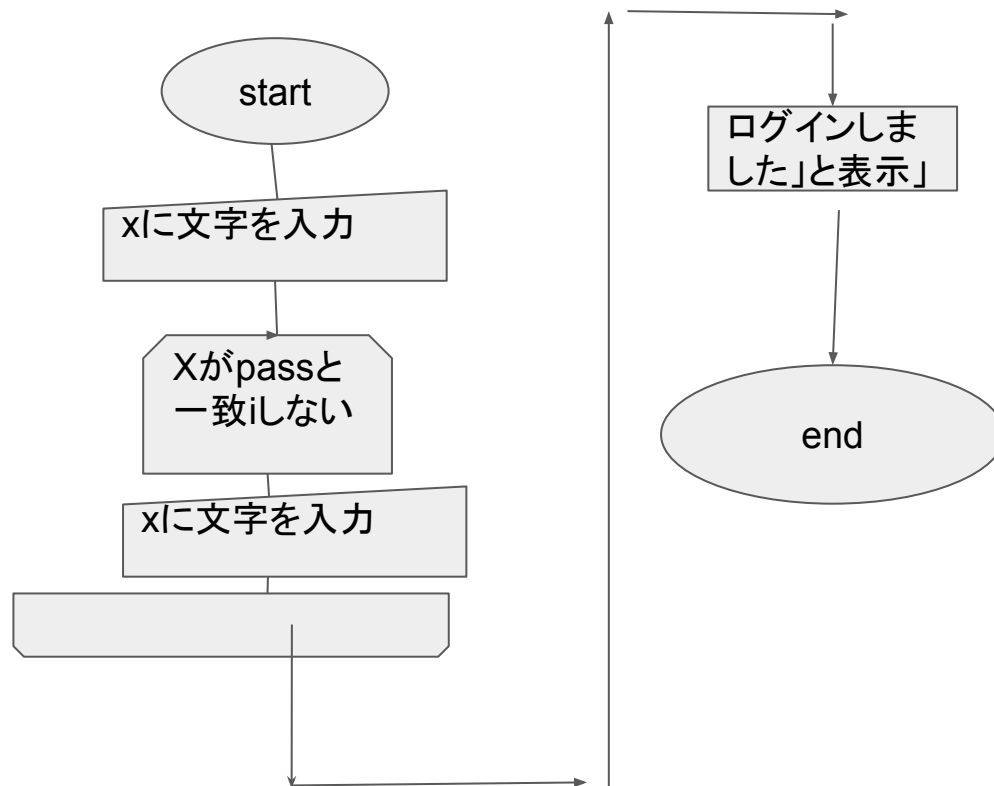 start
xに文字を入力
Xがpassと
一致iしない
xに文字を入力
ログインしま
した」と表示」
end